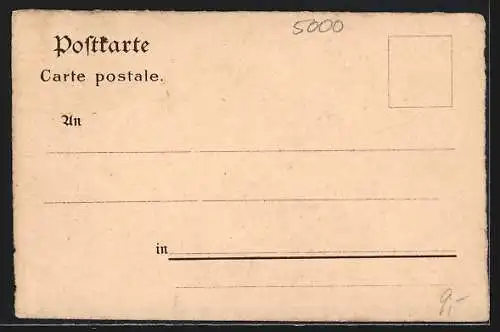 5000
Poſtkarte
Carte postale.
An
in
9,-